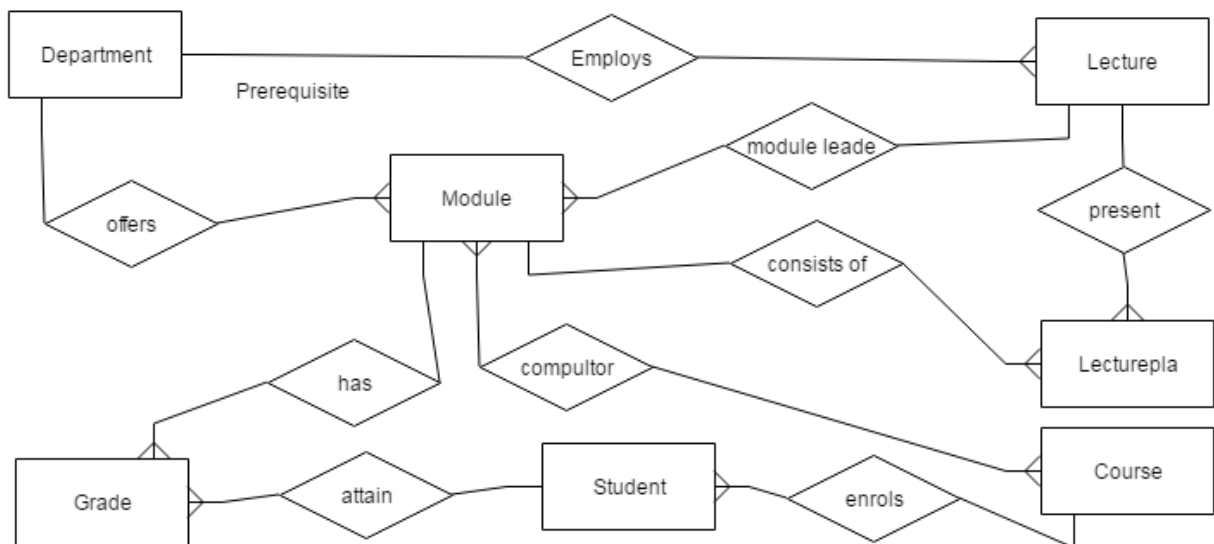 Department
Employs
Lecture
Prerequisite
module leade
Module
present
offers
consists of
compultor
Lecturepla
has
Grade
attain
Student
enrols
Course